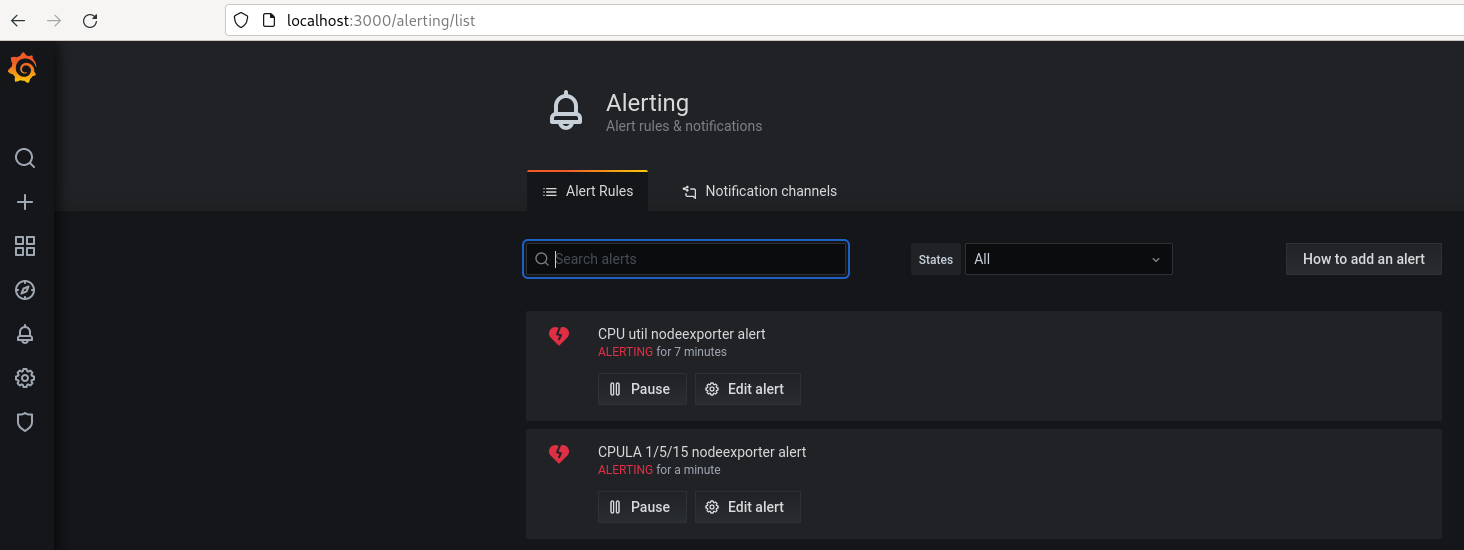 localhost:3000/alerting/list
Alerting
Alert rules & notifications
Alert Rules
Notification channels
Search alerts
States
All
How to add an alert
CPU util nodeexporter alert
ALERTING for 7 minutes
Pause
Edit alert
CPULA 1/5/15 nodeexporter alert
ALERTING for a minute
Pause
Edit alert